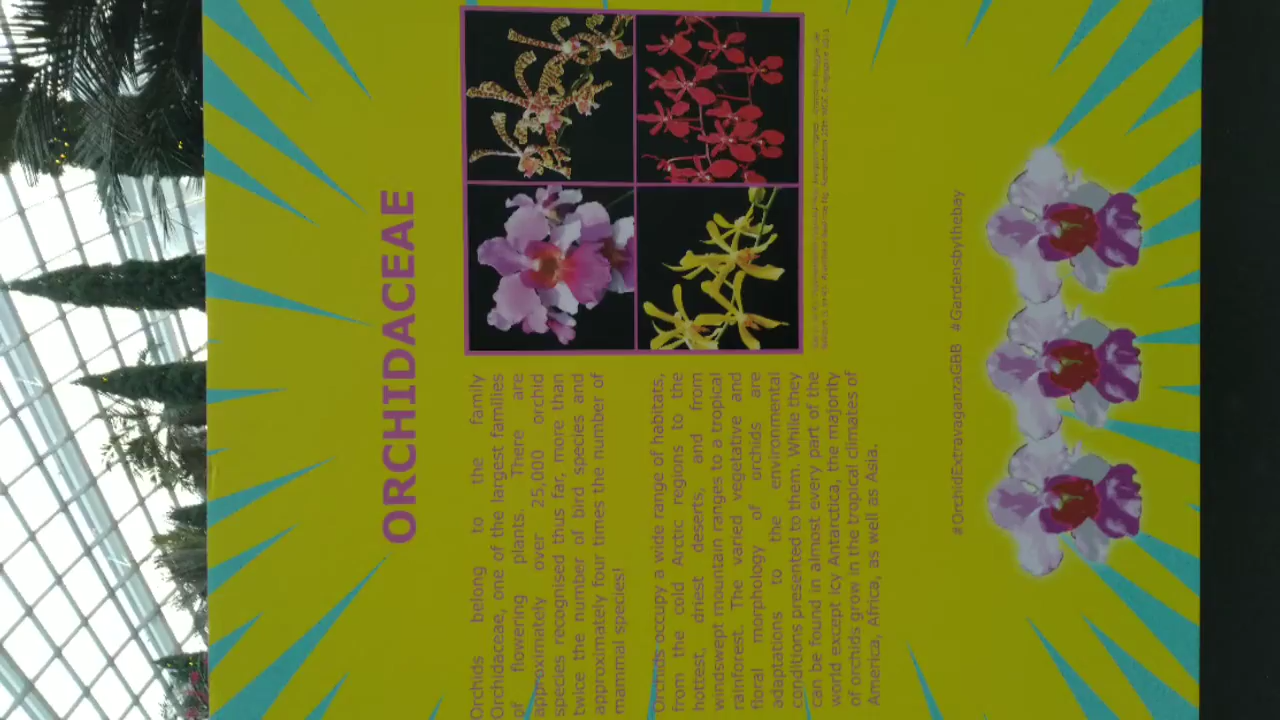 ORCHIDACEAE
Orchids belong to the family
Orchidaceae, one of the largest families
of flowering plants. There are
approximately over 25,000 orchid
species recognised thus far, more than
twice the number of bird species and
approximately four times the number of
mammal species!
Orchids occupy a wide range of habitats,
from the cold Arctic regions to the
hottest, driest deserts, and from
windswept mountain ranges to a tropical
rainforest. The varied vegetative and
floral morphology of orchids are
adaptations to the environmental
conditions presented to them. While they
can be found in almost every part of the
world except icy Antarctica, the majority
of orchids grow in the tropical climates of
America, Africa, as well as Asia.
#OrchidExtravaganzaGBB #Gardensbythebay